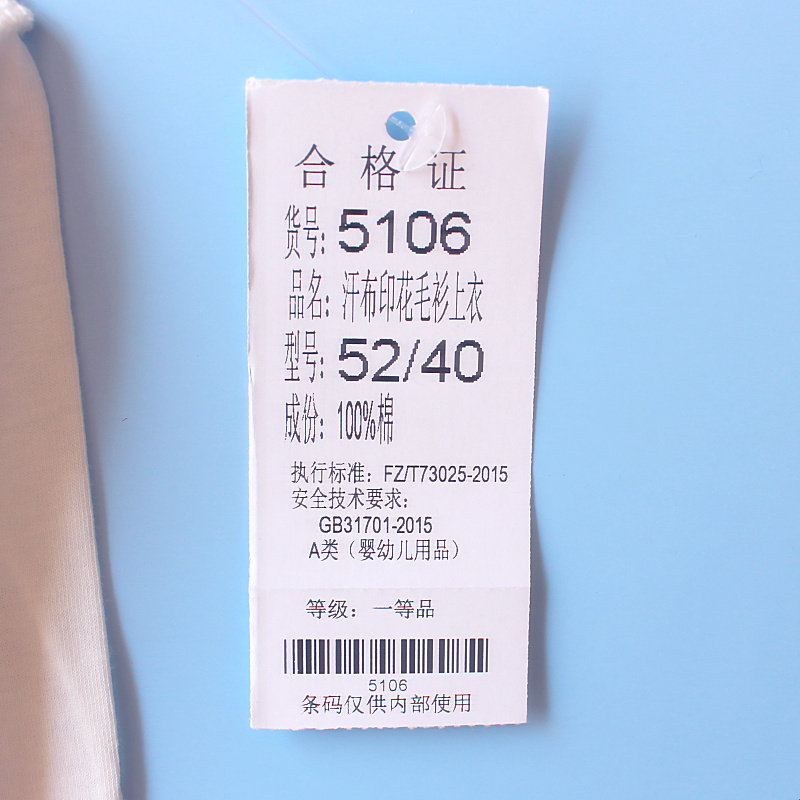 合格证
货号: 5106
品名: 汗布印花毛衫上衣
型号: 52/40
成份: 100%棉
执行标准: FZ/T73025-2015
安全技术要求:
GB31701-2015
A类（婴幼儿用品）
等级: 一等品
5106
条码仅供内部使用